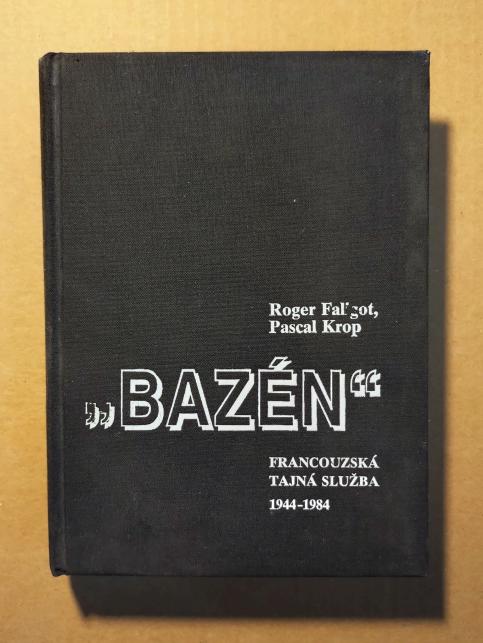 Roger Faligot,
Pascal Krop
„BAZÉN“
FRANCOUZSKÁ
TAJNÁ SLUŽBA
1944-1984